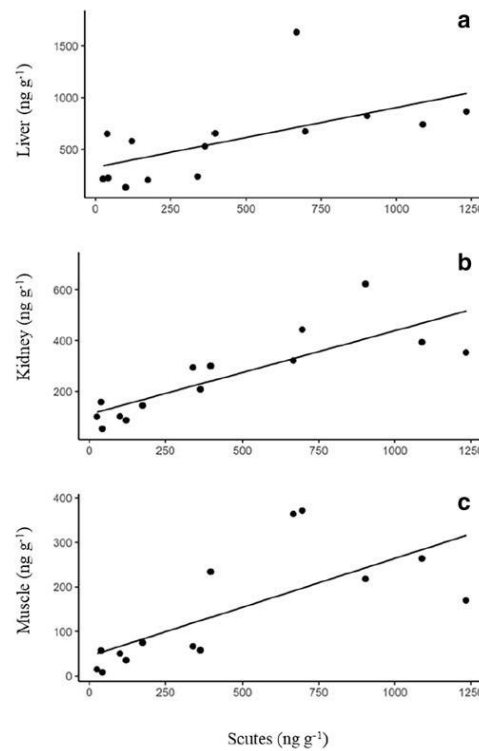 a
1500
1000
500
Liver (ng g⁻¹)
0 250 500 750 1000 1250
b
600
400
200
Kidney (ng g⁻¹)
0 250 500 750 1000 1250
c
400
300
200
100
0
Muscle (ng g⁻¹)
0 250 500 750 1000 1250
Scutes (ng g⁻¹)